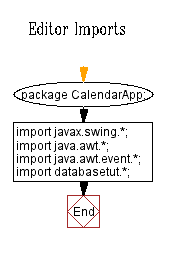 Editor Imports
package CalendarApp;
import javax.swing.*;
import java.awt.*;
import java.awt.event.*;
import databasetut.*;
End